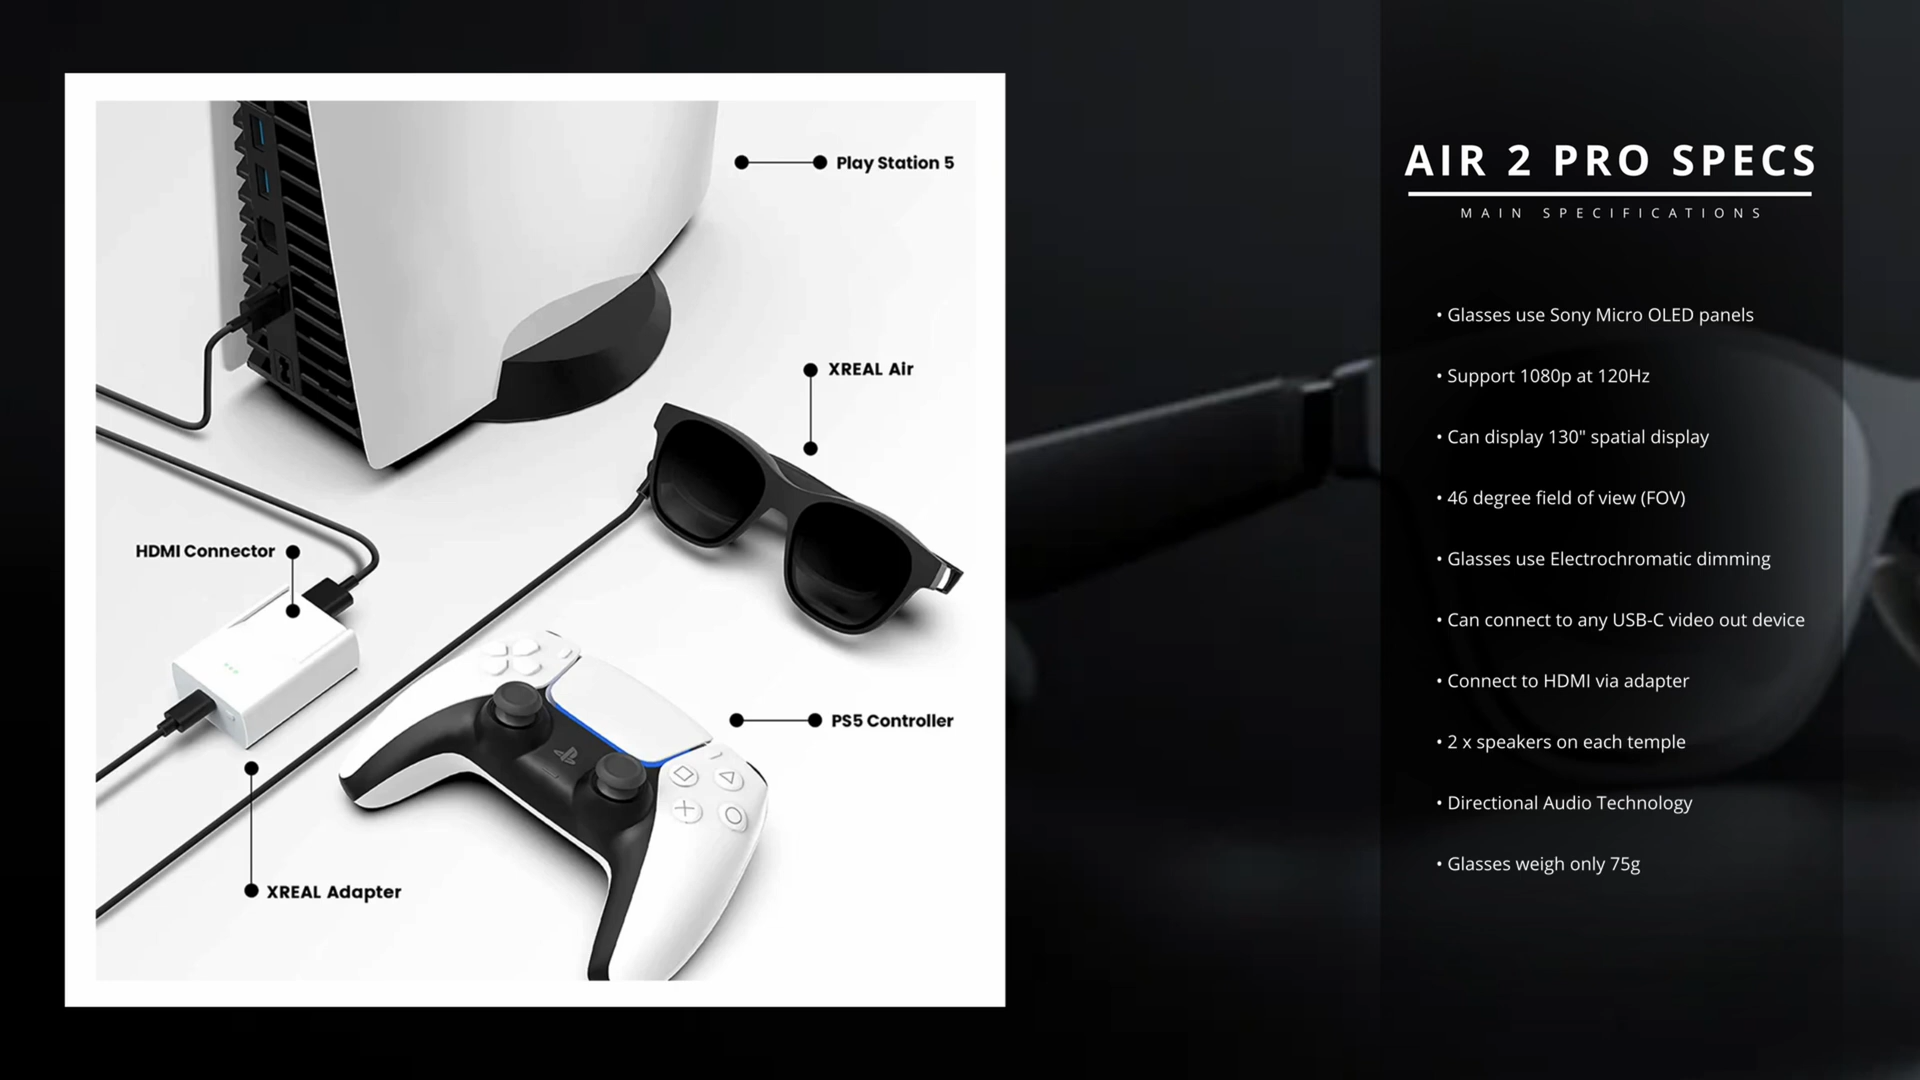 Play Station 5
XREAL Air
HDMI Connector
PS5 Controller
XREAL Adapter
AIR 2 PRO SPECS
MAIN SPECIFICATIONS
• Glasses use Sony Micro OLED panels
• Support 1080p at 120Hz
• Can display 130" spatial display
• 46 degree field of view (FOV)
• Glasses use Electrochromatic dimming
• Can connect to any USB-C video out device
• Connect to HDMI via adapter
• 2 x speakers on each temple
• Directional Audio Technology
• Glasses weigh only 75g